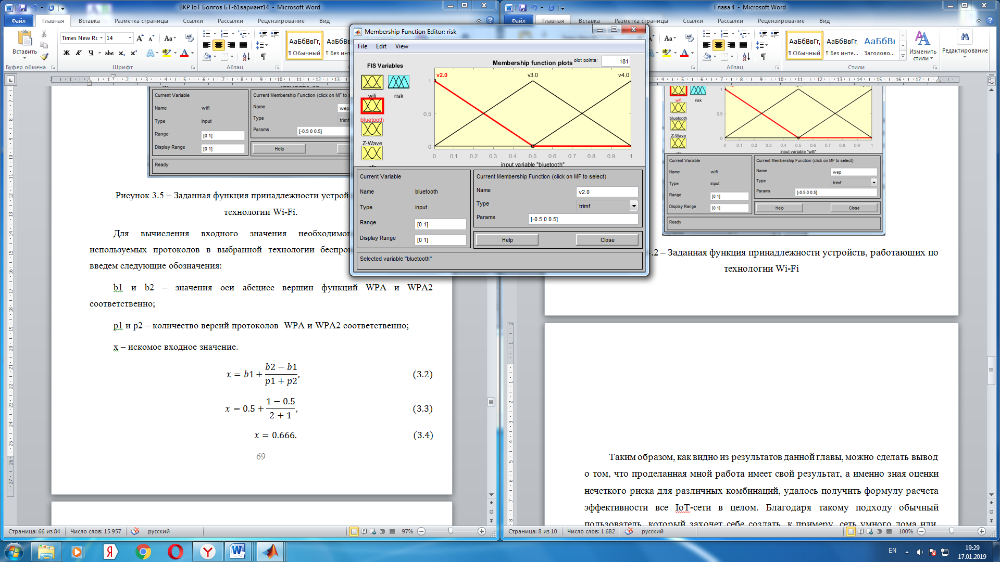 ВКР IoT Болгов БТ-61вариант14 - Microsoft Word
Файл
Главная
Вставка
Разметка страницы
Ссылки
Рассылки
Рецензирование
Вид
Вставить
Times New Ro
14
Буфер обмена
Шрифт
Абзац
АаБбВвГг,
¶ Обычный
¶ Без инт
Current Variable
Name wifi
Type input
Range [0 1]
Display Range [0 1]
Current Membership Function (click on MF to s
Name wep
Type trimf
Params [-0.5 0 0.5]
Help
Ready
Рисунок 3.5 – Заданная функция принадлежности устрой
технологии Wi-Fi.
Для вычисления входного значения необходимо
используемых протоколов в выбранной технологии беспро
введем следующие обозначения:
b1 и b2 – значения оси абсцисс вершин функций WPA и WPA2
соответственно;
p1 и p2 – количество версий протоколов WPA и WPA2 соответственно;
x – искомое входное значение.
x = b1 + (b2 − b1)/(p1 + p2), (3.2)
x = 0.5 + (1 − 0.5)/(2 + 1), (3.3)
x = 0.666. (3.4)
69
Страница: 66 из 84
Число слов: 15 957
русский
97%
Membership Function Editor: risk
File Edit View
FIS Variables
wifi
risk
bluetooth
Z-Wave
Membership function plots
plot points: 181
v2.0 v3.0 v4.0
1
0.5
0
0 0.1 0.2 0.3 0.4 0.5 0.6 0.7 0.8 0.9 1
input variable "bluetooth"
Current Variable
Name bluetooth
Type input
Range [0 1]
Display Range [0 1]
Current Membership Function (click on MF to select)
Name v2.0
Type trimf
Params [-0.5 0 0.5]
Help Close
Selected variable "bluetooth"
Глава 4 - Microsoft Word
Файл
Главная
Вставка
Разметка страницы
Ссылки
Рассылки
Рецензирование
Вид
АаБбВвГг,
¶ Обычный
АаБбВвГг,
¶ Без инте...
АаБбВı
Заголово...
Изменить
стили
Редактирование
Абзац
Стили
wifi
risk
bluetooth
Z-Wave
1
0.5
0
0 0.1 0.2 0.3 0.4 0.5 0.6 0.7 0.8 0.9 1
input variable "wifi"
Current Variable
Name wifi
Type input
Range [0 1]
Display Range [0 1]
Current Membership Function (click on MF to select)
Name wep
Type trimf
Params [-0.5 0 0.5]
Help Close
Ready
.2 – Заданная функция принадлежности устройств, работающих по
технологии Wi-Fi
Таким образом, как видно из результатов данной главы, можно сделать вывод
о том, что проделанная мной работа имеет свой результат, а именно зная оценки
нечеткого риска для различных комбинаций, удалось получить формулу расчета
эффективности все IoT-сети в целом. Благодаря такому подходу обычный
пользователь, который захочет себе создать, к примеру, сеть умного дома или,
Страница: 8 из 10
Число слов: 1 682
русский
100%
EN
19:29
17.01.2019